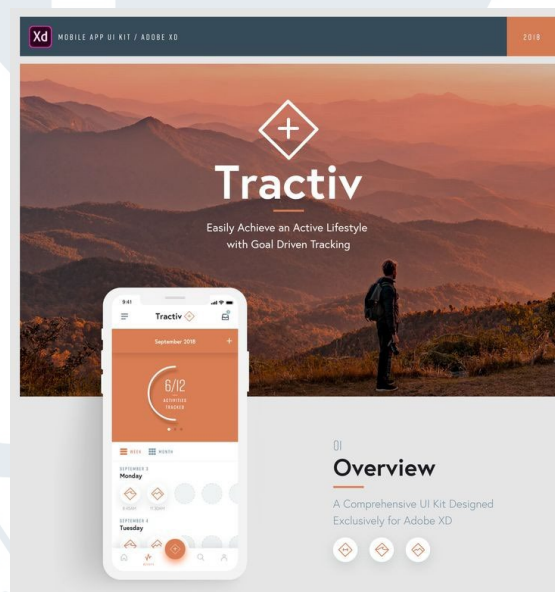 Xd MOBILE APP UI KIT / ADOBE XD
2018
Tractiv
Easily Achieve an Active Lifestyle
with Goal Driven Tracking
9:41
Tractiv
September 2018 +
6/12
ACTIVITIES
TRACKED
WEEK MONTH
SEPTEMBER 3
Monday
SEPTEMBER 4
Tuesday
01
Overview
A Comprehensive UI Kit Designed
Exclusively for Adobe XD